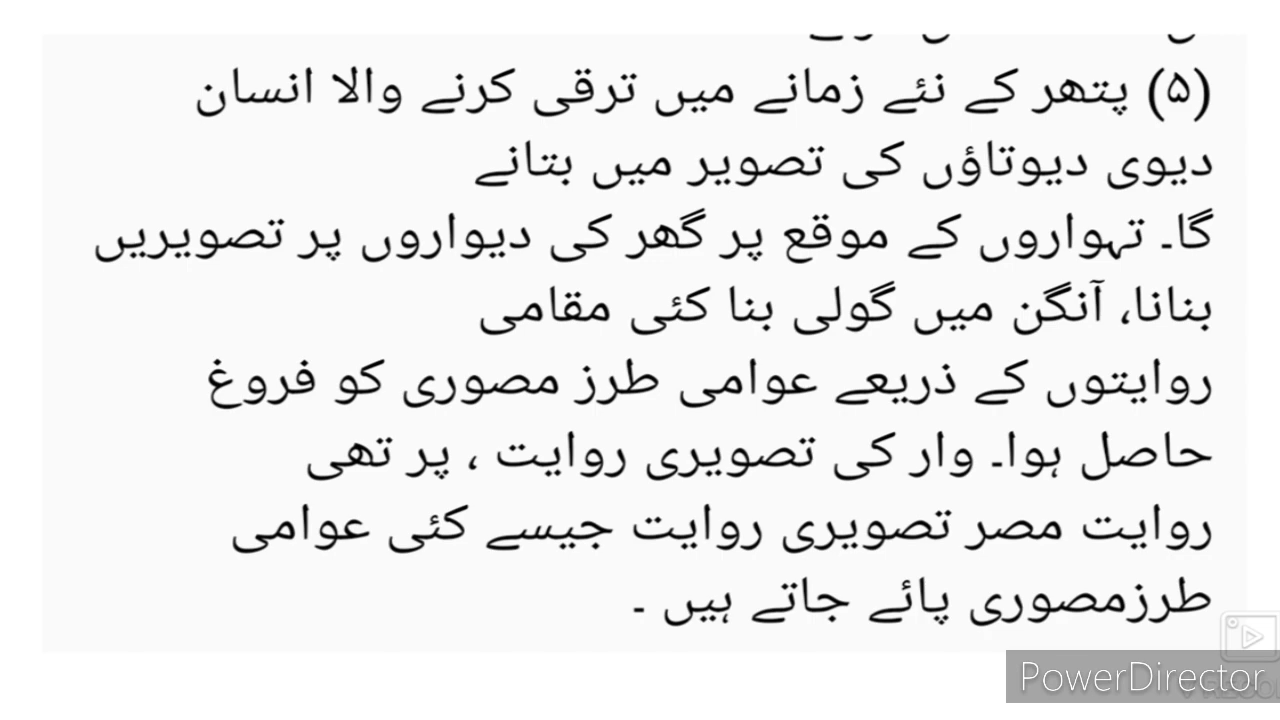 (۵) پتھر کے نئے زمانے میں ترقی کرنے والا انسان
دیوی دیوتاؤں کی تصویر میں بتانے
گا۔ تہواروں کے موقع پر گھر کی دیواروں پر تصویریں
بنانا، آنگن میں گولی بنا کئی مقامی
روایتوں کے ذریعے عوامی طرز مصوری کو فروغ
حاصل ہوا۔ وار کی تصویری روایت ، پر تھی
روایت مصر تصویری روایت جیسے کئی عوامی
طرزمصوری پائے جاتے ہیں ۔
PowerDirector